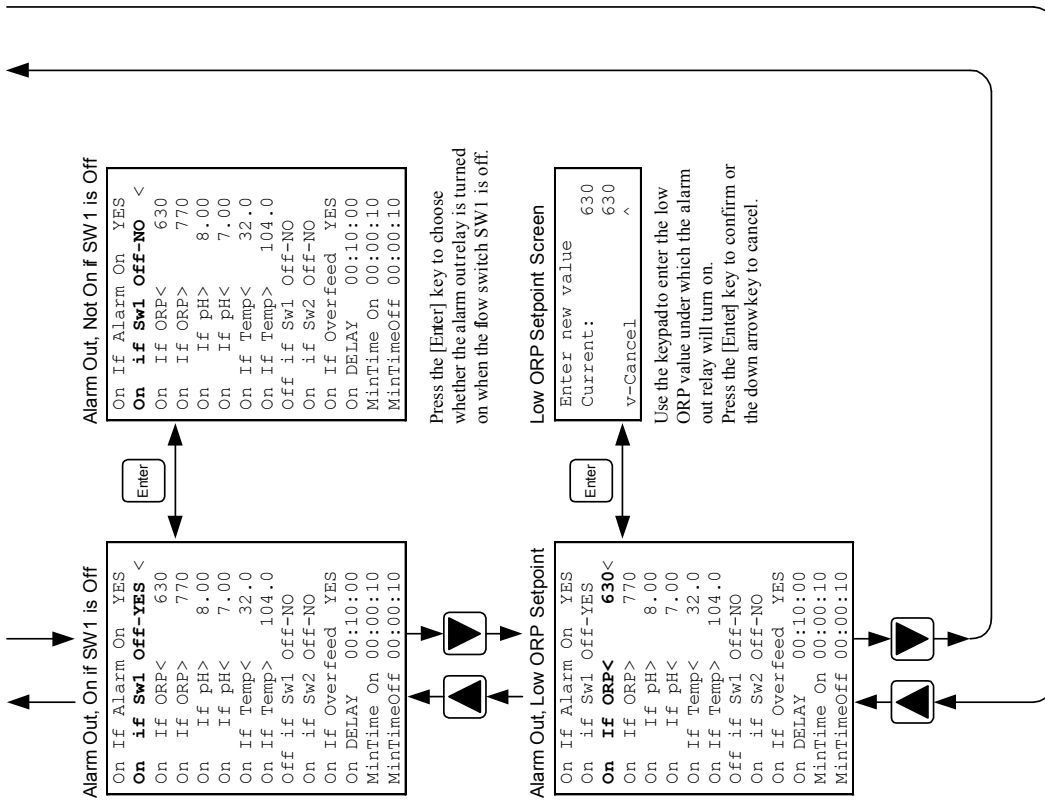 Alarm Out, On if SW1 is Off
On If Alarm On YES
On if Sw1 Off-YES <
On If ORP< 630
On If ORP> 770
On If pH> 8.00
On If pH< 7.00
On If Temp< 32.0
On If Temp> 104.0
Off if Sw1 Off-NO
On if Sw2 Off-NO
On If Overfeed YES
On DELAY 00:10:00
MinTime On 00:00:10
MinTimeOff 00:00:10
Enter
Alarm Out, Not On if SW1 is Off
On If Alarm On YES
On if Sw1 Off-NO <
On If ORP< 630
On If ORP> 770
On If pH> 8.00
On If pH< 7.00
On If Temp< 32.0
On If Temp> 104.0
Off if Sw1 Off-NO
On if Sw2 Off-NO
On If Overfeed YES
On DELAY 00:10:00
MinTime On 00:00:10
MinTimeOff 00:00:10
Press the [Enter] key to choose
whether the alarm out relay is turned
on when the flow switch SW1 is off.
Alarm Out, Low ORP Setpoint
On If Alarm On YES
On if Sw1 Off-YES
On If ORP< 630<
On If ORP> 770
On If pH> 8.00
On If pH< 7.00
On If Temp< 32.0
On If Temp> 104.0
Off if Sw1 Off-NO
On if Sw2 Off-NO
On If Overfeed YES
On DELAY 00:10:00
MinTime On 00:00:10
MinTimeOff 00:00:10
Enter
Low ORP Setpoint Screen
Enter new value
Current: 630
630
v-Cancel ^
Use the keypad to enter the low
ORP value under which the alarm
out relay will turn on.
Press the [Enter] key to confirm or
the down arrow key to cancel.